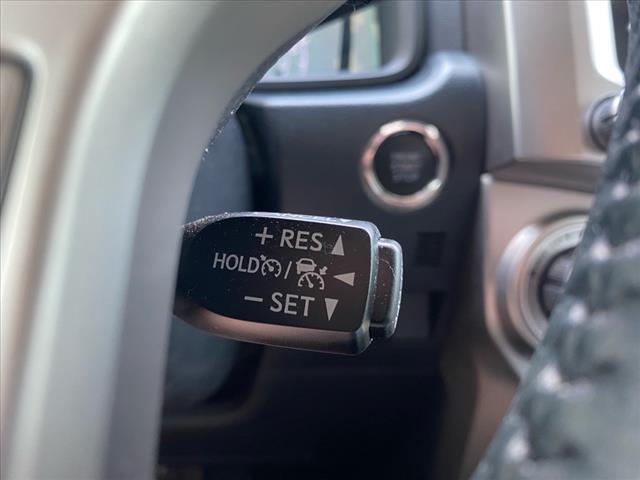 + RES ▲
HOLD / ◀
− SET ▼